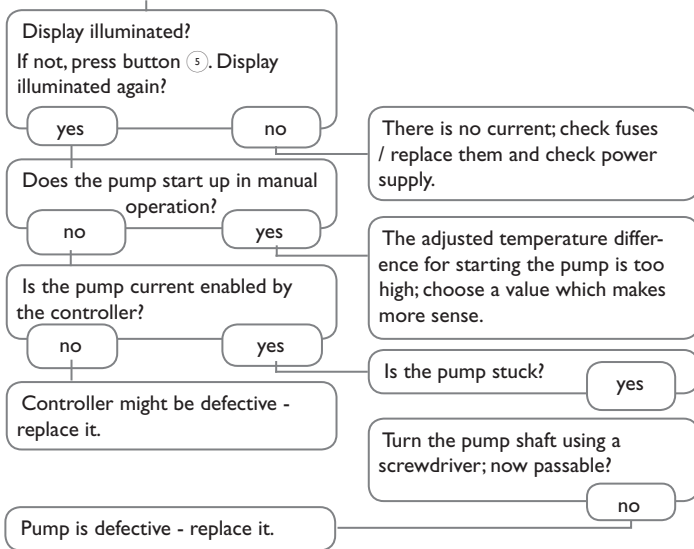 Display illuminated?
If not, press button 5. Display
illuminated again?
yes
no
There is no current; check fuses
/ replace them and check power
supply.
Does the pump start up in manual
operation?
no
yes
The adjusted temperature differ-
ence for starting the pump is too
high; choose a value which makes
more sense.
Is the pump current enabled by
the controller?
no
yes
Is the pump stuck?
yes
Controller might be defective -
replace it.
Turn the pump shaft using a
screwdriver; now passable?
no
Pump is defective - replace it.